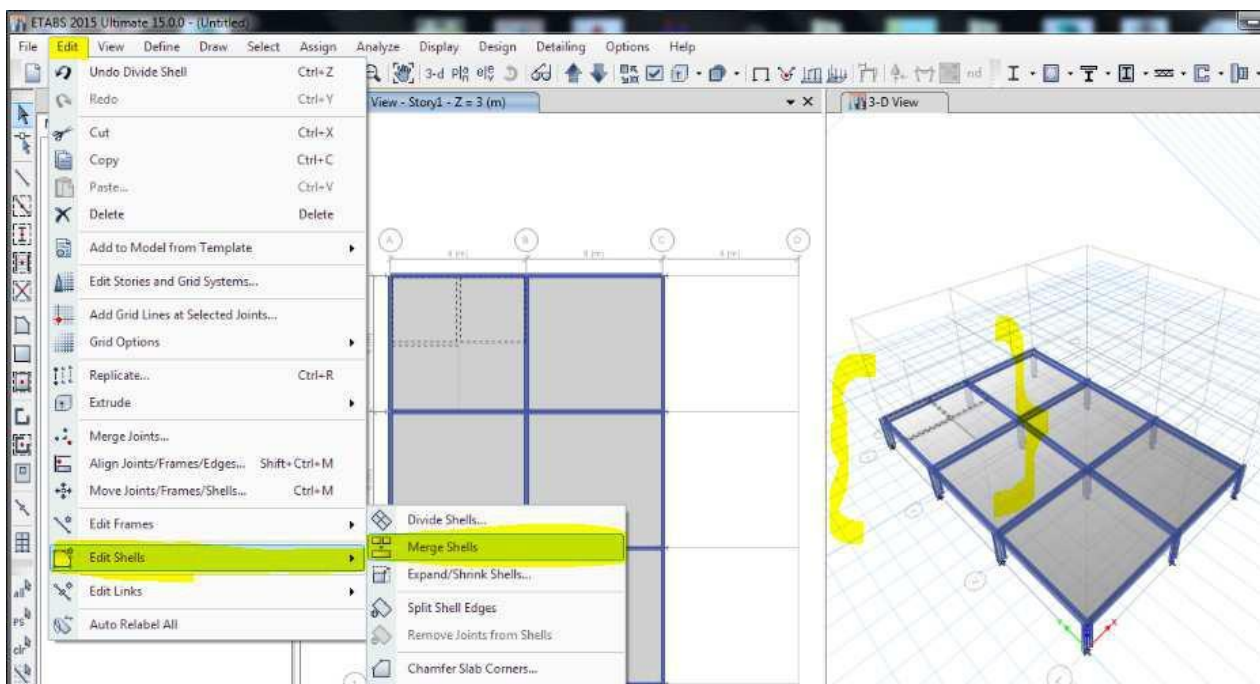 ETABS 2015 Ultimate 15.0.0 - (Untitled)
File Edit View Define Draw Select Assign Analyze Display Design Detailing Options Help
3-d nd
Undo Divide Shell Ctrl+Z
Redo Ctrl+Y
View - Story1 - Z = 3 (m)
3-D View
Cut Ctrl+X
Copy Ctrl+C
Paste... Ctrl+V
Delete Delete
Add to Model from Template
Edit Stories and Grid Systems...
Add Grid Lines at Selected Joints...
Grid Options
Replicate... Ctrl+R
Extrude
Merge Joints...
Align Joints/Frames/Edges... Shift+Ctrl+M
Move Joints/Frames/Shells... Ctrl+M
Edit Frames
Edit Shells
Edit Links
Auto Relabel All
Divide Shells...
Merge Shells
Expand/Shrink Shells...
Split Shell Edges
Remove Joints from Shells
Chamfer Slab Corners...
A B C D
all
ps
clr
X